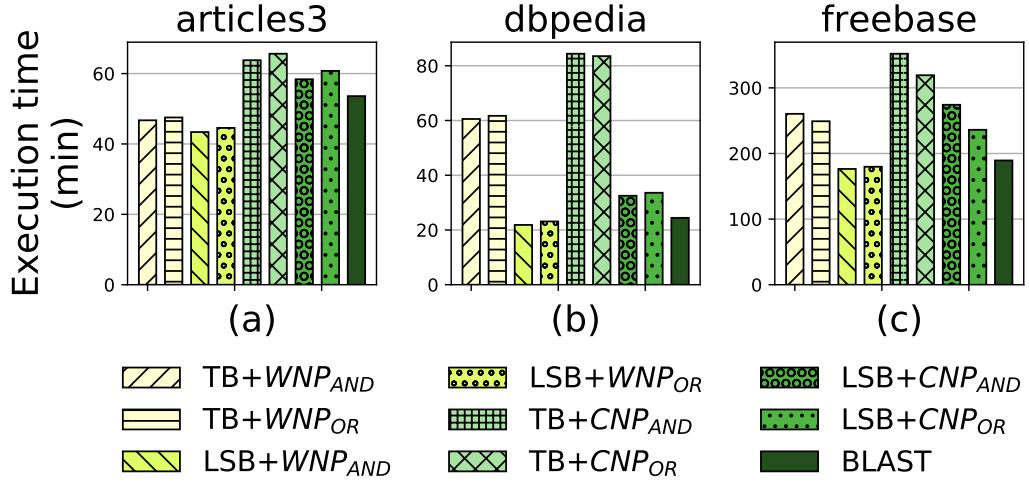 articles3 dbpedia freebase
Execution time
(min)
60
40
20
0
80
60
40
20
0
300
200
100
0
(a) (b) (c)
TB+WNP_AND LSB+WNP_OR LSB+CNP_AND
TB+WNP_OR TB+CNP_AND LSB+CNP_OR
LSB+WNP_AND TB+CNP_OR BLAST